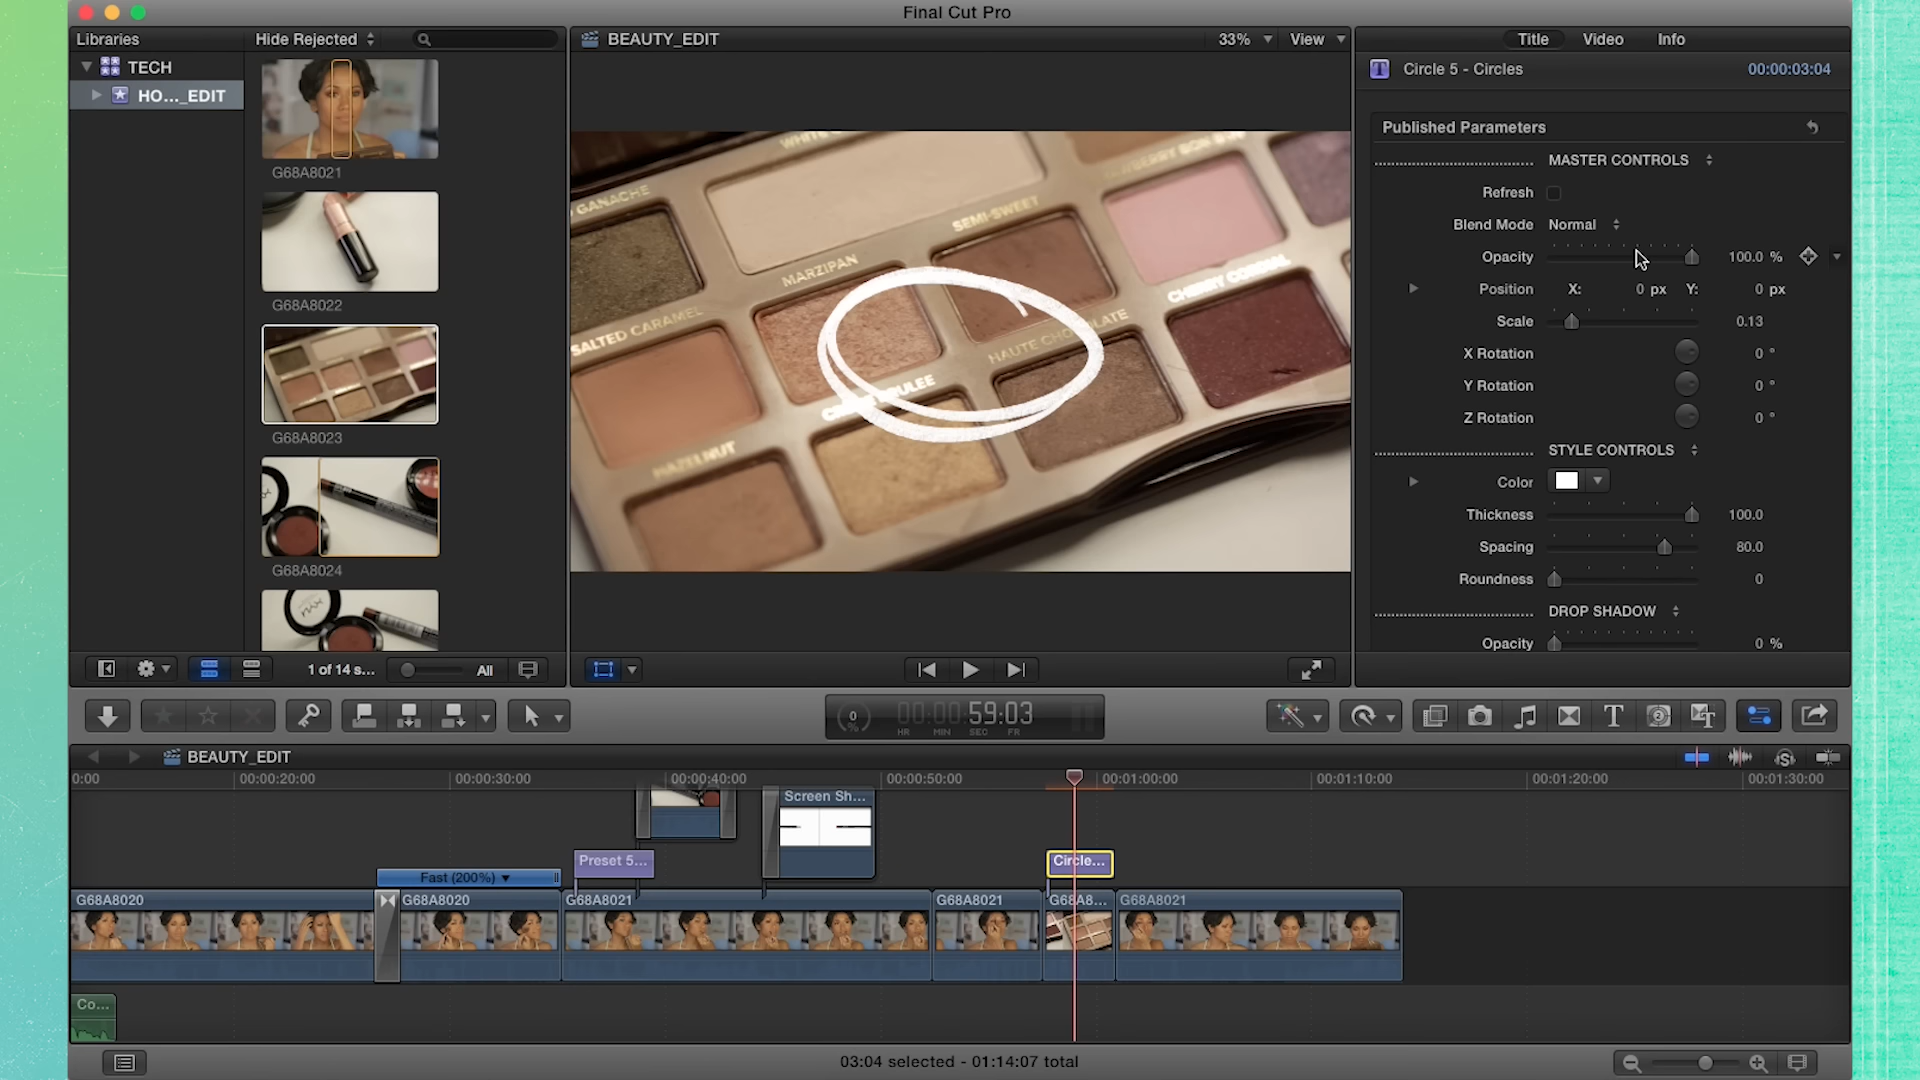 Final Cut Pro
Libraries
Hide Rejected
TECH
HO..._EDIT
G68A8021
G68A8022
G68A8023
G68A8024
NYX
1 of 14 s...
All
BEAUTY_EDIT
33%
View
GANACHE
SEMI-SWEET
MARZIPAN
CHERRY CORDIAL
SALTED CARAMEL
HAZELNUT
Title
Video
Info
Circle 5 - Circles
00:00:03:04
Published Parameters
MASTER CONTROLS
Refresh
Blend Mode
Normal
Opacity
100.0 %
Position
X:
0 px
Y:
0 px
Scale
0.13
X Rotation
0 °
Y Rotation
0 °
Z Rotation
0 °
STYLE CONTROLS
Color
Thickness
100.0
Spacing
80.0
Roundness
0
DROP SHADOW
Opacity
0 %
0
%
00:00:59:03
HR
MIN
SEC
FR
BEAUTY_EDIT
0:00
00:00:20:00
00:00:30:00
00:00:40:00
00:00:50:00
00:01:00:00
00:01:10:00
00:01:20:00
00:01:30:00
Screen Sh...
Preset 5...
Circle...
Fast (200%)
G68A8020
G68A8020
G68A8021
G68A8021
G68A8...
G68A8021
Co...
03:04 selected - 01:14:07 total